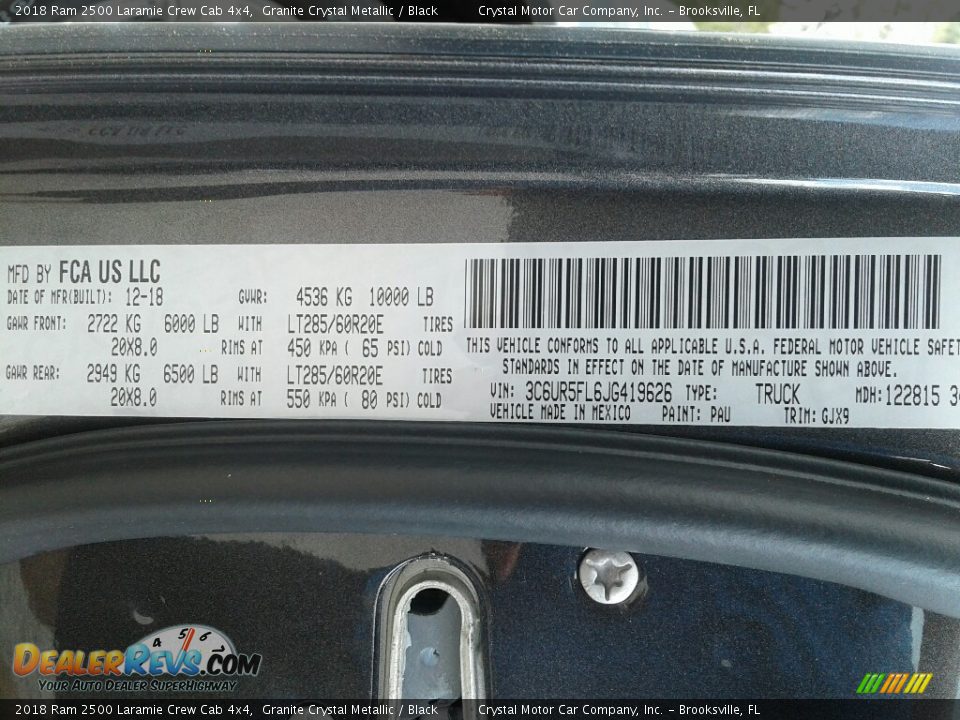 2018 Ram 2500 Laramie Crew Cab 4x4, Granite Crystal Metallic / Black Crystal Motor Car Company, Inc. - Brooksville, FL
MFD BY FCA US LLC
DATE OF MFR(BUILT): 12-18 GVWR: 4536 KG 10000 LB
GAWR FRONT: 2722 KG 6000 LB WITH LT285/60R20E TIRES
20X8.0 RIMS AT 450 KPA ( 65 PSI) COLD
GAWR REAR: 2949 KG 6500 LB WITH LT285/60R20E TIRES
20X8.0 RIMS AT 550 KPA ( 80 PSI) COLD
THIS VEHICLE CONFORMS TO ALL APPLICABLE U.S.A. FEDERAL MOTOR VEHICLE SAFET
STANDARDS IN EFFECT ON THE DATE OF MANUFACTURE SHOWN ABOVE.
VIN: 3C6UR5FL6JG419626 TYPE: TRUCK MDH: 122815 34
VEHICLE MADE IN MEXICO PAINT: PAU TRIM: GJX9
4 5 6
DealerRevs.com
Your Auto Dealer SuperHighway
2018 Ram 2500 Laramie Crew Cab 4x4, Granite Crystal Metallic / Black Crystal Motor Car Company, Inc. - Brooksville, FL